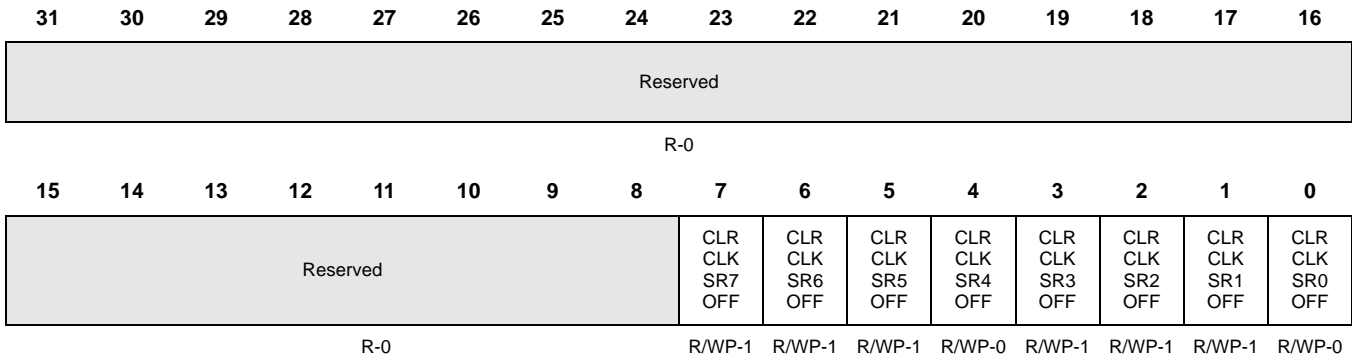 31 30 29 28 27 26 25 24 23 22 21 20 19 18 17 16
Reserved
R-0
15 14 13 12 11 10 9 8 7 6 5 4 3 2 1 0
Reserved
CLR CLR CLR CLR CLR CLR CLR CLR
CLK CLK CLK CLK CLK CLK CLK CLK
SR7 SR6 SR5 SR4 SR3 SR2 SR1 SR0
OFF OFF OFF OFF OFF OFF OFF OFF
R-0 R/WP-1 R/WP-1 R/WP-1 R/WP-0 R/WP-1 R/WP-1 R/WP-1 R/WP-0